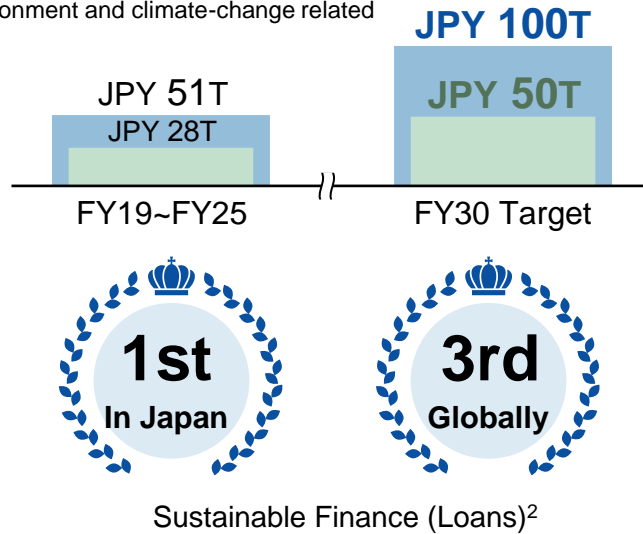 onment and climate-change related
JPY 100T
JPY 51T
JPY 50T
JPY 28T
FY19~FY25
FY30 Target
1st
In Japan
3rd
Globally
Sustainable Finance (Loans)2